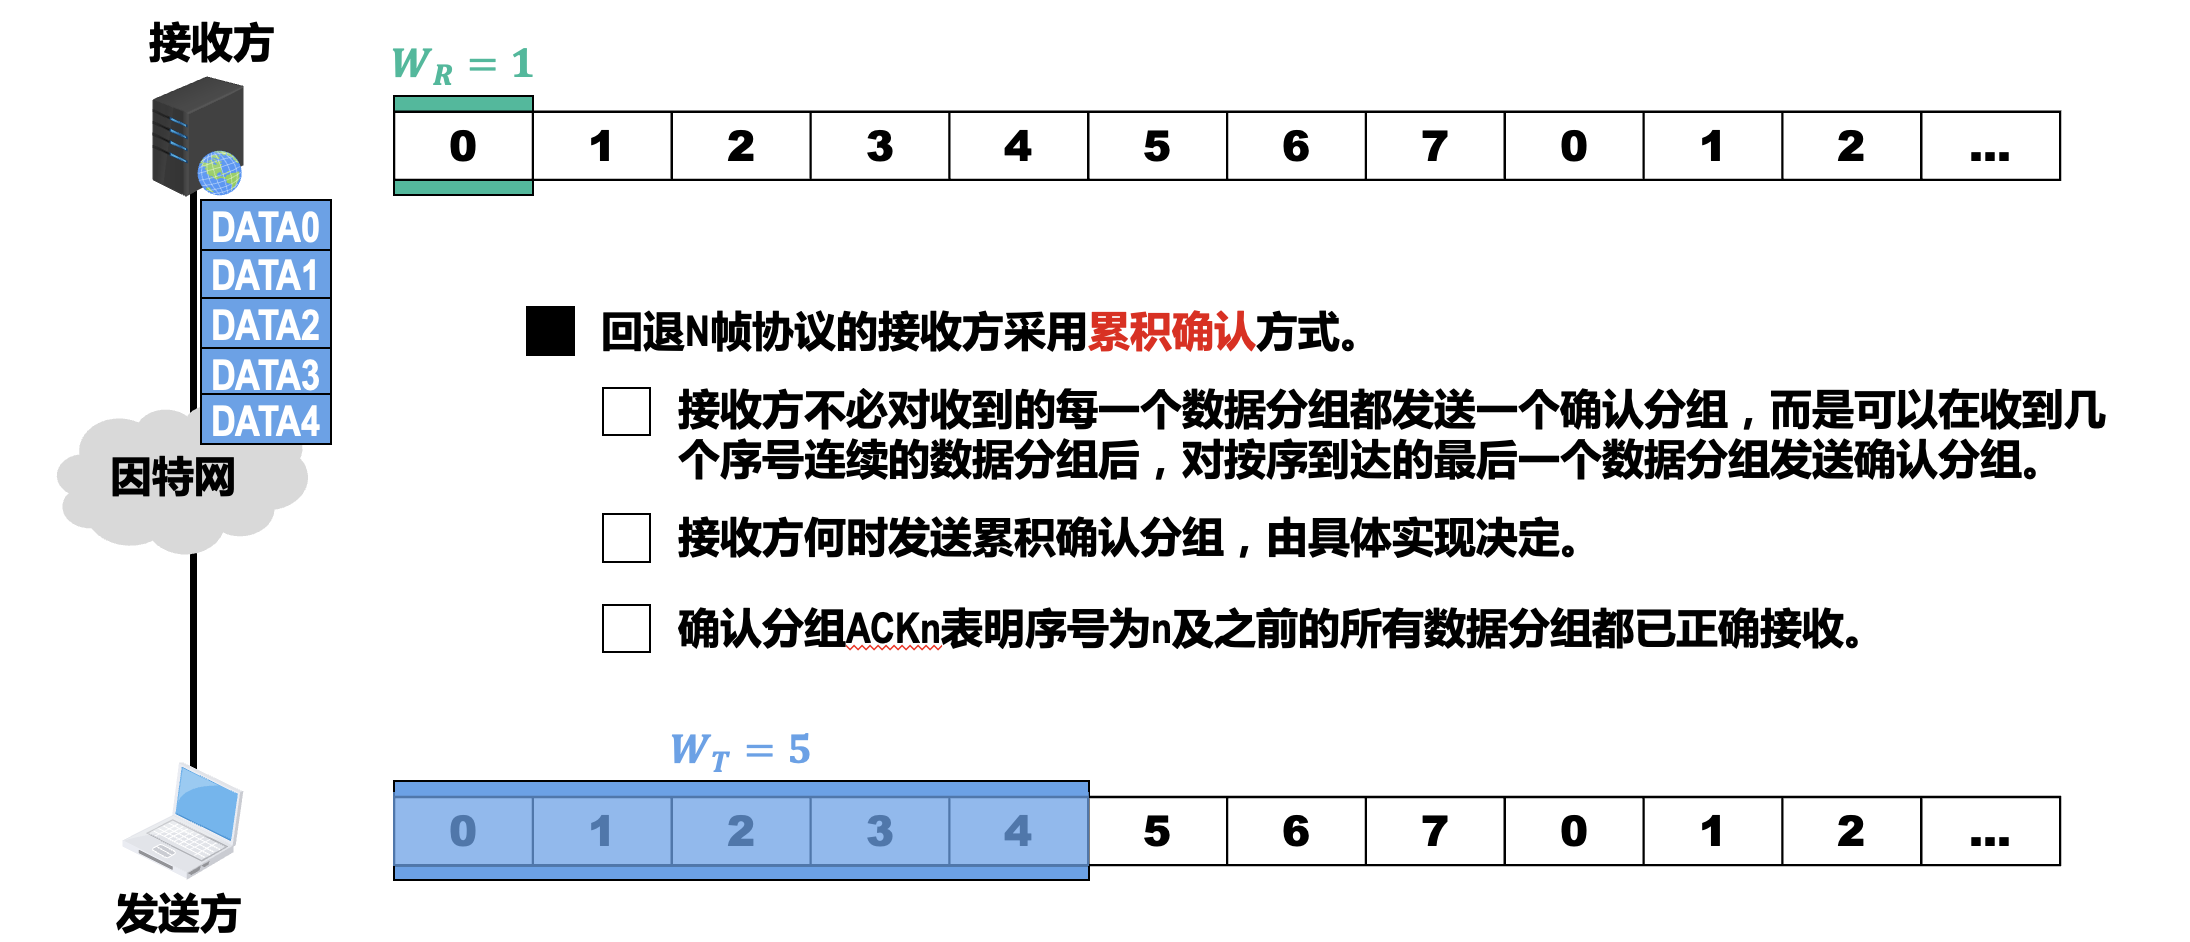 接收方
W_R = 1
0 1 2 3 4 5 6 7 0 1 2 ...
DATA0
DATA1
DATA2
DATA3
DATA4
因特网
回退N帧协议的接收方采用累积确认方式。
接收方不必对收到的每一个数据分组都发送一个确认分组，而是可以在收到几
个序号连续的数据分组后，对按序到达的最后一个数据分组发送确认分组。
接收方何时发送累积确认分组，由具体实现决定。
确认分组ACKn表明序号为n及之前的所有数据分组都已正确接收。
W_T = 5
0 1 2 3 4 5 6 7 0 1 2 ...
发送方